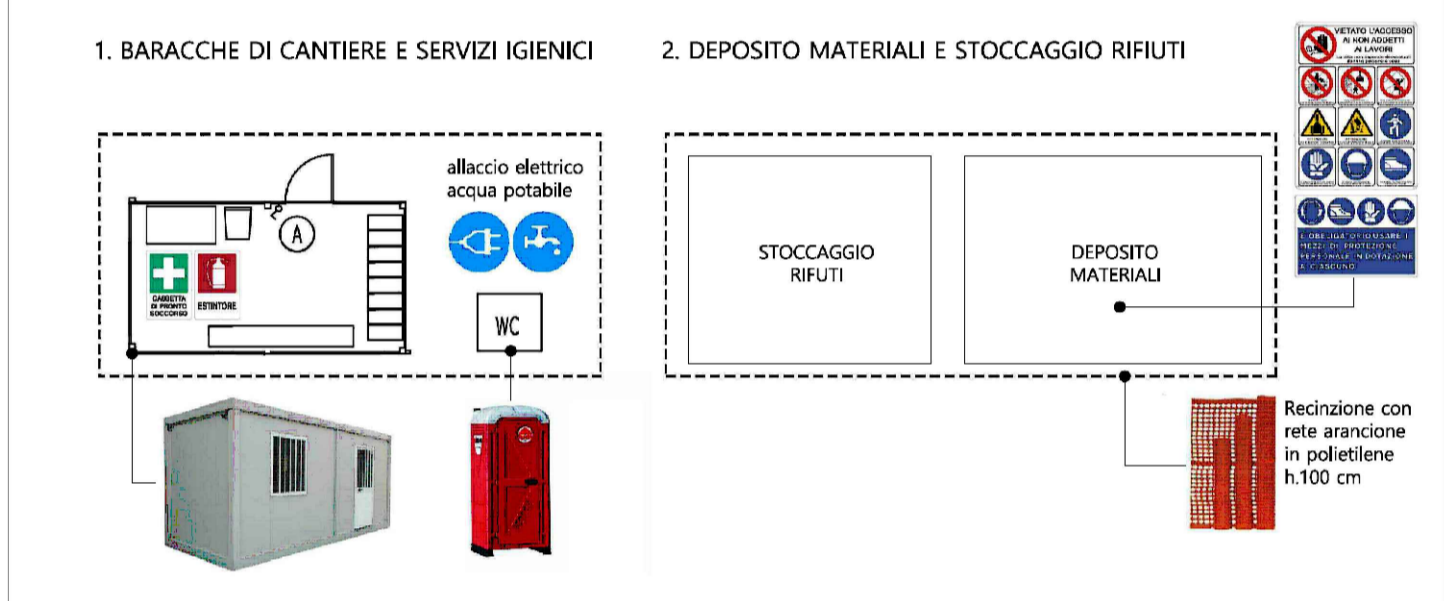 1. BARACCHE DI CANTIERE E SERVIZI IGIENICI
allaccio elettrico
acqua potabile
A
CASSETTA
DI PRONTO
SOCCORSO
ESTINTORE
WC
2. DEPOSITO MATERIALI E STOCCAGGIO RIFIUTI
STOCCAGGIO
RIFIUTI
DEPOSITO
MATERIALI
VIETATO L'ACCESSO
AI NON ADDETTI
AI LAVORI
E OBBLIGATORIO USARE I
MEZZI DI PROTEZIONE
PERSONALE IN DOTAZIONE
A CIASCUNO
Recinzione con
rete arancione
in polietilene
h.100 cm